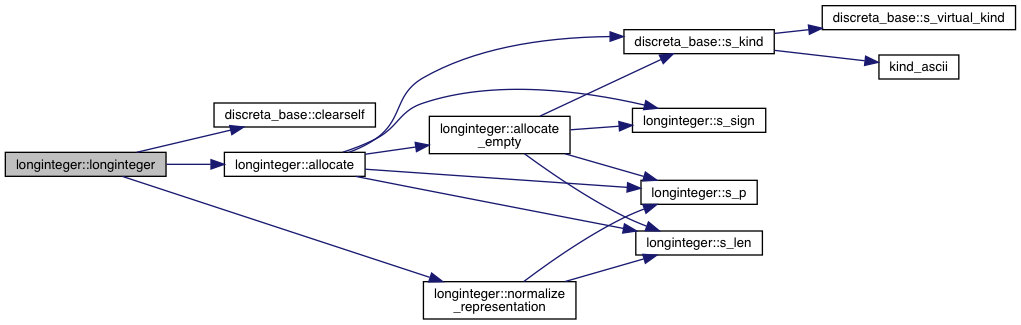 longinteger::longinteger
discreta_base::clearself
longinteger::allocate
longinteger::normalize
_representation
longinteger::allocate
_empty
discreta_base::s_kind
longinteger::s_sign
longinteger::s_p
longinteger::s_len
discreta_base::s_virtual_kind
kind_ascii